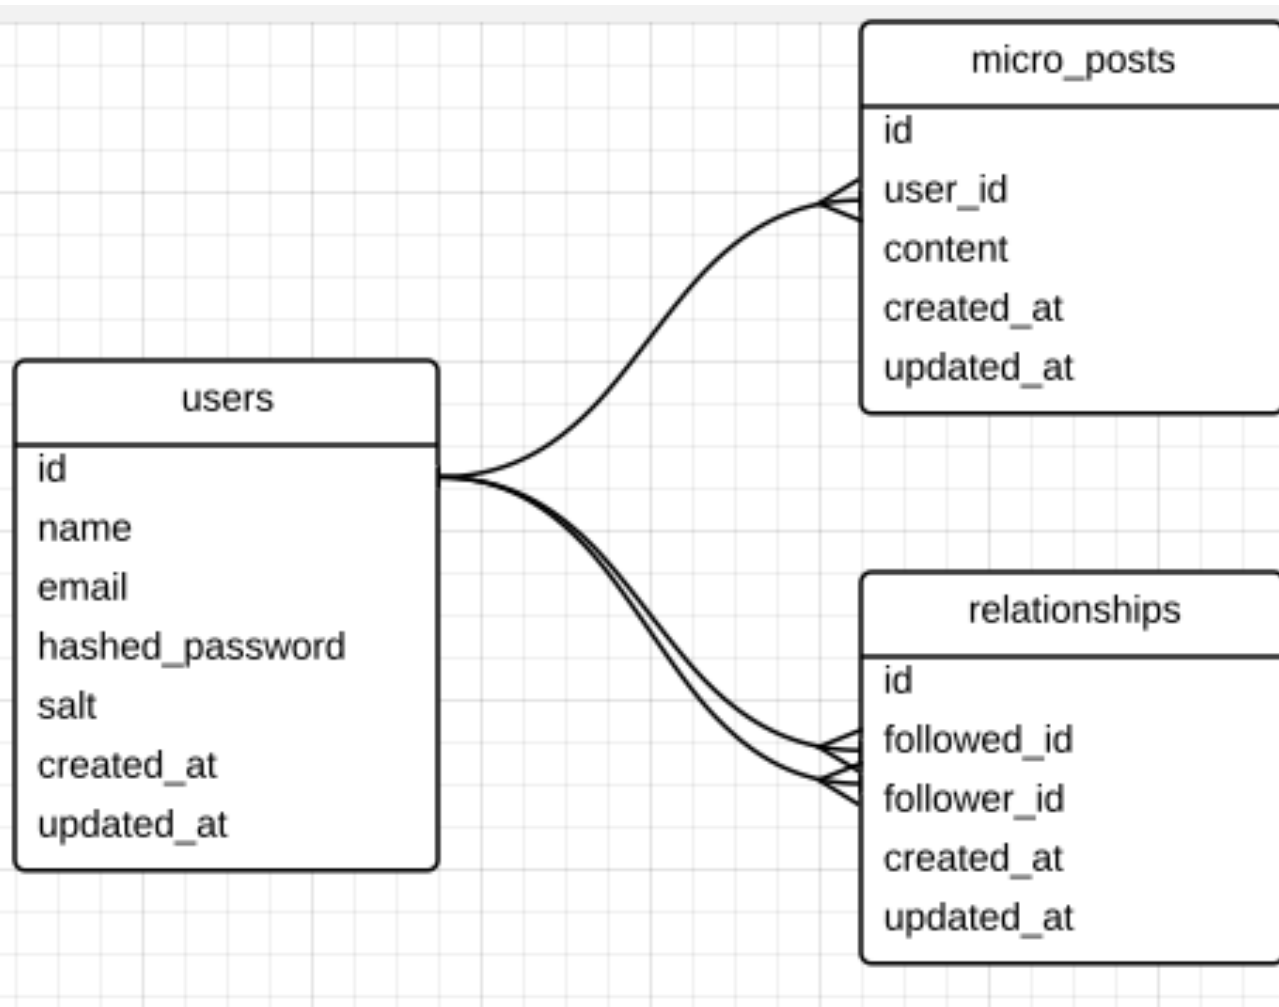 micro_posts
id
user_id
content
created_at
updated_at
users
id
name
email
hashed_password
salt
created_at
updated_at
relationships
id
followed_id
follower_id
created_at
updated_at